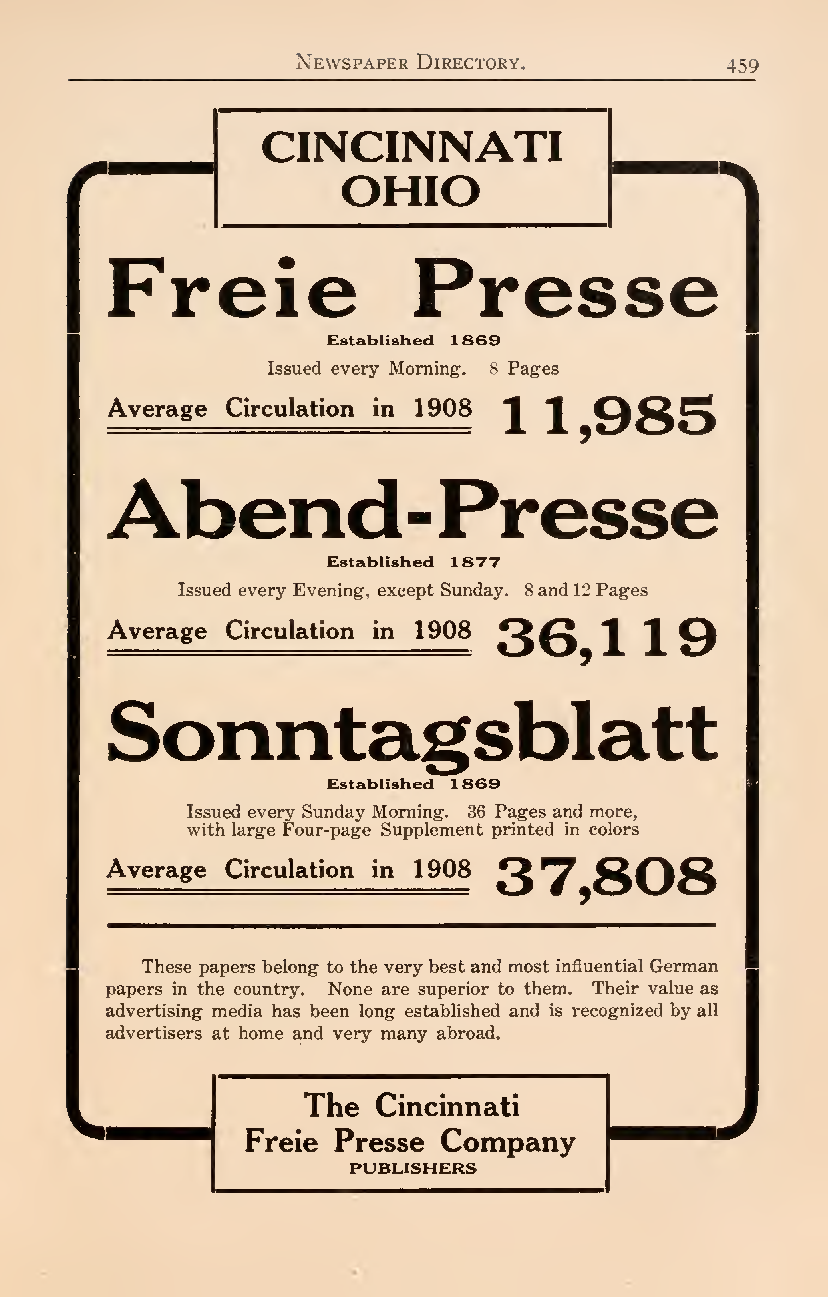 NEWSPAPER DIRECTORY. 459
CINCINNATI
OHIO
Freie Presse
Established 1869
Issued every Morning. 8 Pages
Average Circulation in 1908 11,985
Abend-Presse
Established 1877
Issued every Evening, except Sunday. 8 and 12 Pages
Average Circulation in 1908 36,119
Sonntagsblatt
Established 1869
Issued every Sunday Morning. 36 Pages and more,
with large Four-page Supplement printed in colors
Average Circulation in 1908 37,808
These papers belong to the very best and most influential German
papers in the country. None are superior to them. Their value as
advertising media has been long established and is recognized by all
advertisers at home and very many abroad.
The Cincinnati
Freie Presse Company
PUBLISHERS